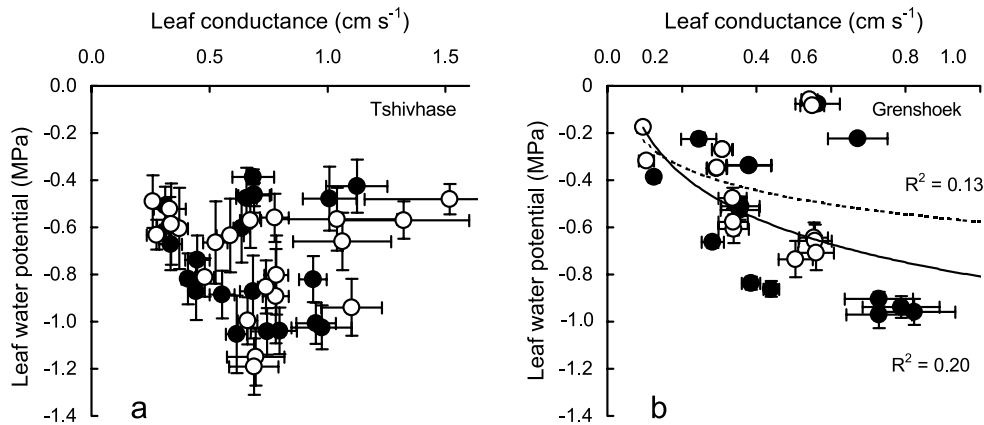 Leaf conductance (cm s⁻¹)
0.0 0.5 1.0 1.5
Leaf water potential (MPa)
0.0
-0.2
-0.4
-0.6
-0.8
-1.0
-1.2
-1.4
Tshivhase
a
Leaf conductance (cm s⁻¹)
0.2 0.4 0.6 0.8 1.0
Leaf water potential (MPa)
0.0
-0.2
-0.4
-0.6
-0.8
-1.0
-1.2
-1.4
Grenshoek
R² = 0.13
R² = 0.20
b